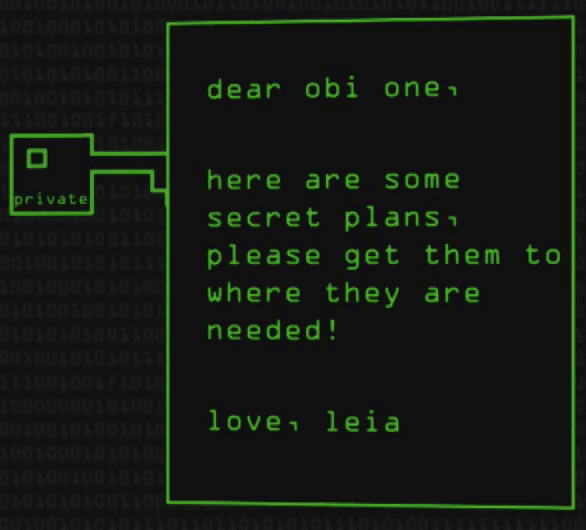 private
dear obi one,
here are some
secret plans,
please get them to
where they are
needed!
love, leia